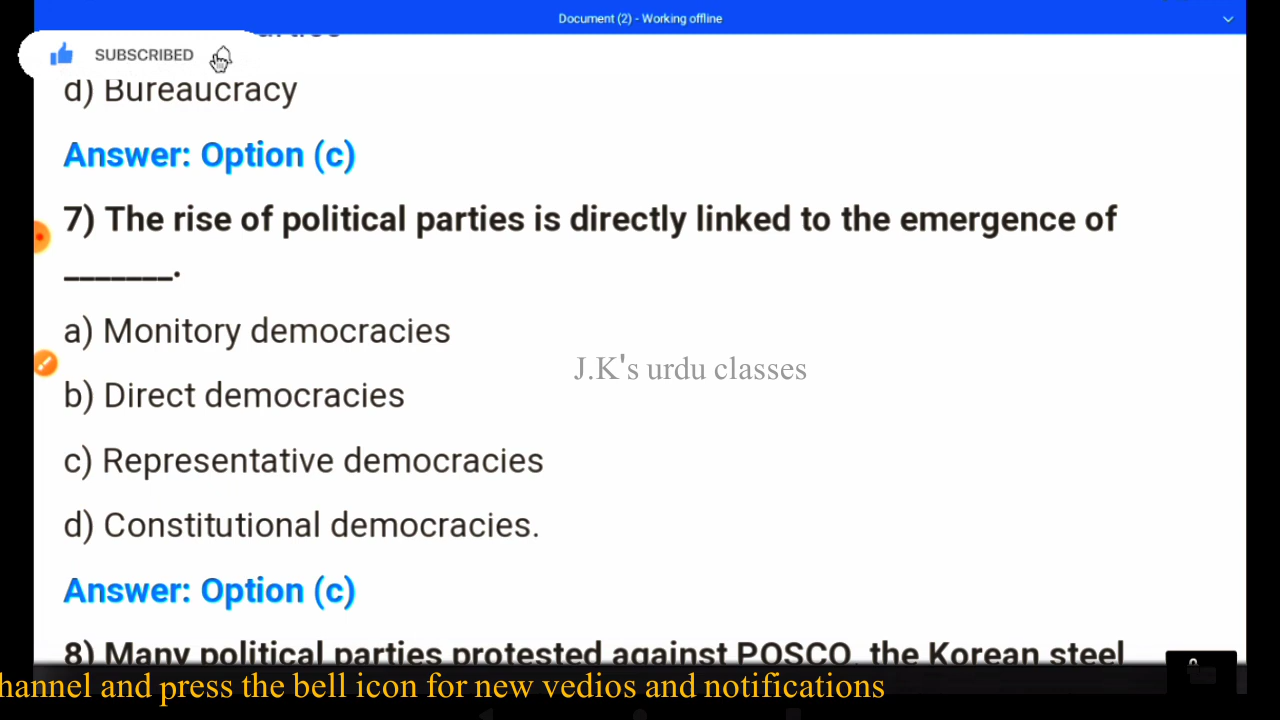 Document (2) - Working offline
SUBSCRIBED
d) Bureaucracy
Answer: Option (c)
7) The rise of political parties is directly linked to the emergence of
_______.
a) Monitory democracies
J.K's urdu classes
b) Direct democracies
c) Representative democracies
d) Constitutional democracies.
Answer: Option (c)
8) Many political parties protested against POSCO, the Korean steel
hannel and press the bell icon for new vedios and notifications